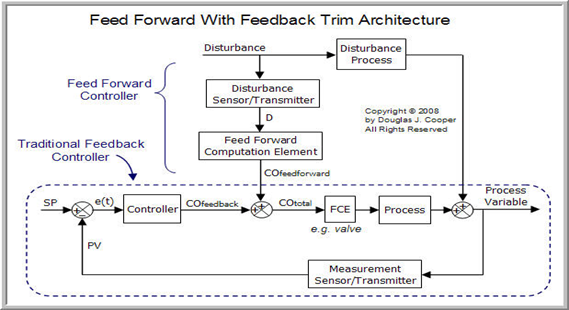 Feed Forward With Feedback Trim Architecture
Disturbance
Disturbance
Process
Feed Forward
Controller
Disturbance
Sensor/Transmitter
Copyright © 2008
by Douglas J. Cooper
All Rights Reserved
D
Traditional Feedback
Controller
Feed Forward
Computation Element
COfeedforward
Process
Variable
SP
+
-
e(t)
Controller
COfeedback
+
+
COtotal
FCE
e.g. valve
Process
+
+
PV
Measurement
Sensor/Transmitter